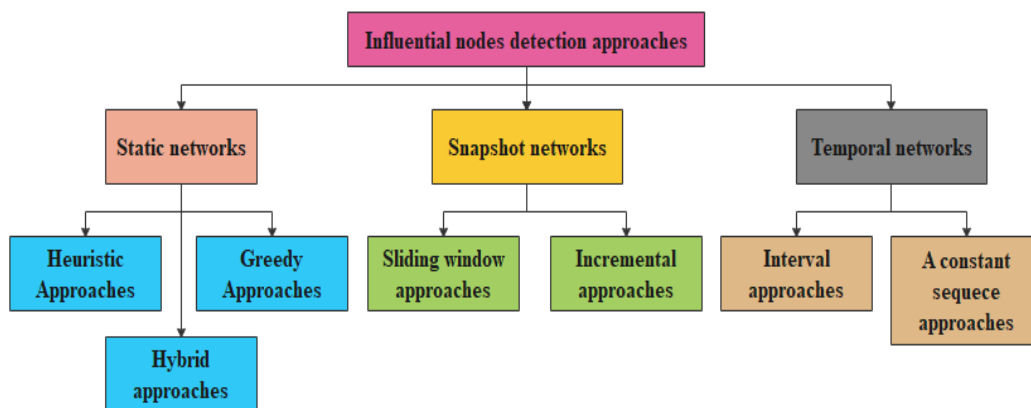 Influential nodes detection approaches
Static networks
Snapshot networks
Temporal networks
Heuristic
Approaches
Greedy
Approaches
Sliding window
approaches
Incremental
approaches
Interval
approaches
A constant
sequece
approaches
Hybrid
approaches